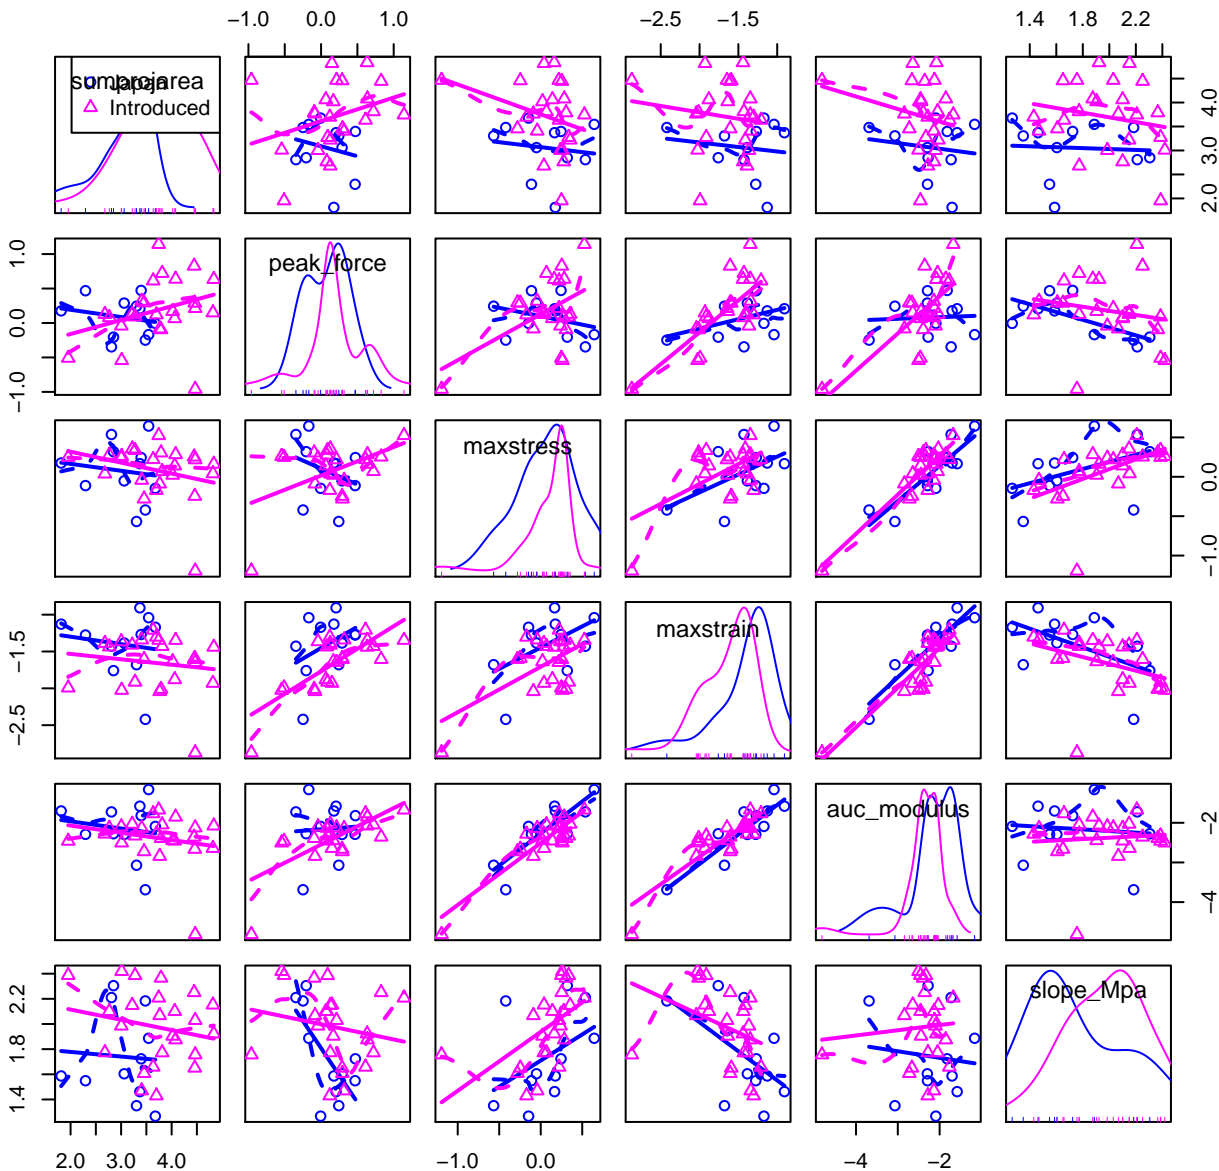 −1.0 0.0 1.0 −2.5 −1.5 1.4 1.8 2.2
sumprojarea
Japan
Introduced
2.0 3.0 4.0
peak_force
−1.0 0.0 1.0
maxstress
−1.0 0.0
maxstrain
−2.5 −1.5
auc_modulus
−4 −2
slope_Mpa
1.4 1.8 2.2
2.0 3.0 4.0 −1.0 0.0 −4 −2